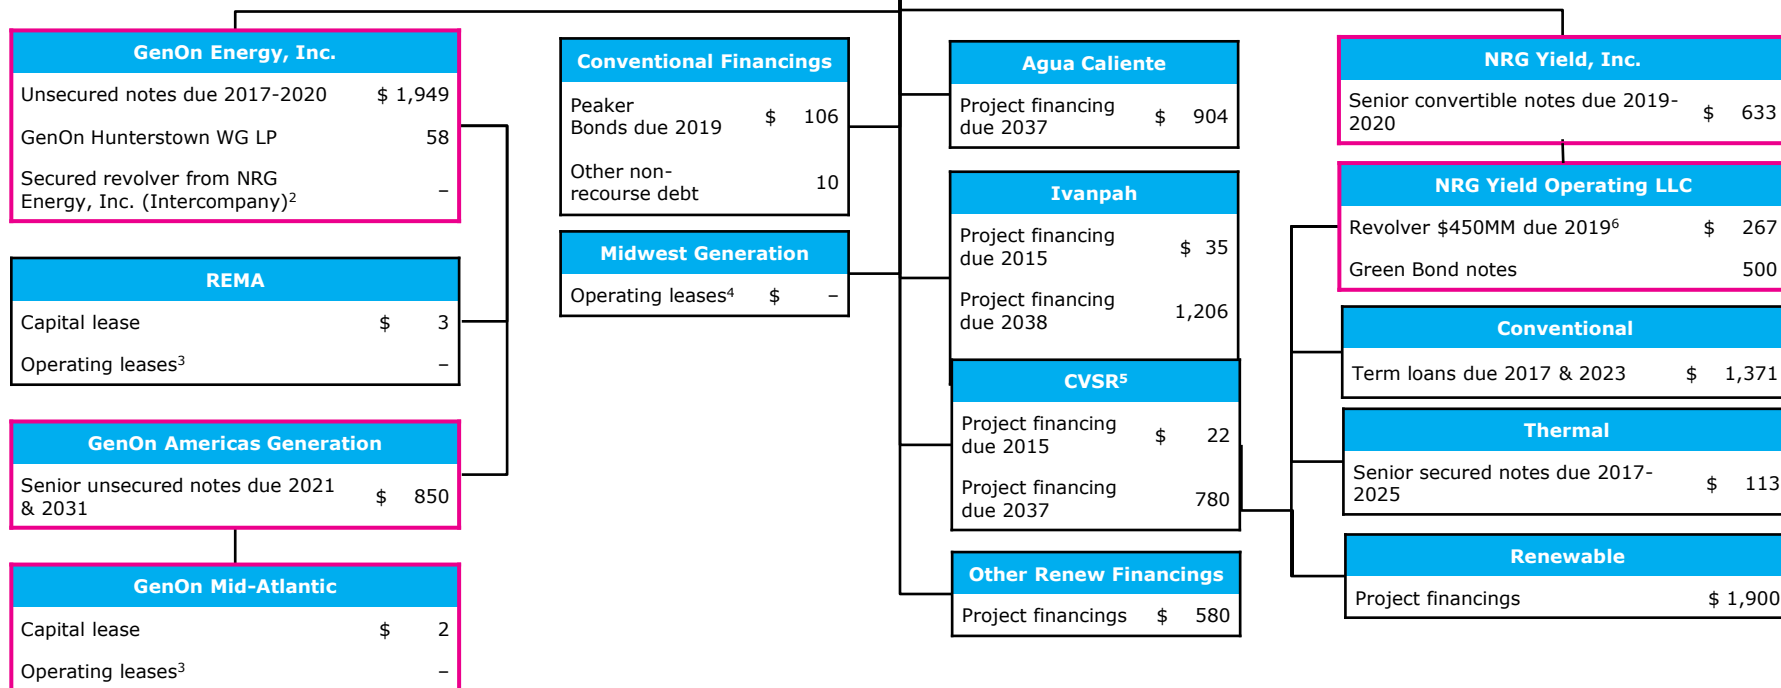 GenOn Energy, Inc.
Unsecured notes due 2017-2020 $ 1,949
GenOn Hunterstown WG LP 58
Secured revolver from NRG
Energy, Inc. (Intercompany)2 –
REMA
Capital lease $ 3
Operating leases3 –
GenOn Americas Generation
Senior unsecured notes due 2021
& 2031 $ 850
GenOn Mid-Atlantic
Capital lease $ 2
Operating leases3 –
Conventional Financings
Peaker
Bonds due 2019 $ 106
Other non-
recourse debt 10
Midwest Generation
Operating leases4 $ –
Agua Caliente
Project financing
due 2037 $ 904
Ivanpah
Project financing
due 2015 $ 35
Project financing
due 2038 1,206
CVSR5
Project financing
due 2015 $ 22
Project financing
due 2037 780
Other Renew Financings
Project financings $ 580
NRG Yield, Inc.
Senior convertible notes due 2019-
2020 $ 633
NRG Yield Operating LLC
Revolver $450MM due 20196 $ 267
Green Bond notes 500
Conventional
Term loans due 2017 & 2023 $ 1,371
Thermal
Senior secured notes due 2017-
2025 $ 113
Renewable
Project financings $ 1,900